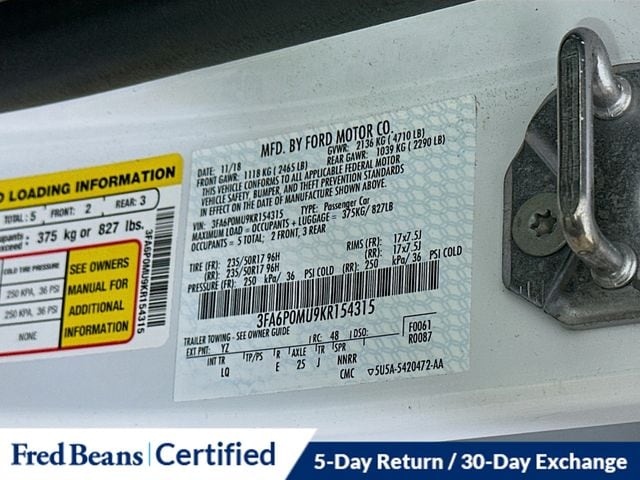 D LOADING INFORMATION
TOTAL: 5 FRONT: 2 REAR: 3
375 kg or 827 lbs.
COLD TIRE PRESSURE
250 KPA, 36 PSI
250 KPA, 36 PSI
NONE
SEE OWNERS
MANUAL FOR
ADDITIONAL
INFORMATION
3FA6P0MU9KR154315
MFD. BY FORD MOTOR CO.
DATE: 11/18 GVWR: 2136 KG (4710 LB)
FRONT GAWR: 1118 KG (2465 LB) REAR GAWR: 1039 KG (2290 LB)
THIS VEHICLE CONFORMS TO ALL APPLICABLE FEDERAL MOTOR
VEHICLE SAFETY, BUMPER, AND THEFT PREVENTION STANDARDS
IN EFFECT ON THE DATE OF MANUFACTURE SHOWN ABOVE.
VIN: 3FA6P0MU9KR154315 TYPE: Passenger Car
MAXIMUM LOAD = OCCUPANTS + LUGGAGE = 375KG/ 827LB
OCCUPANTS = 5 TOTAL; 2 FRONT, 3 REAR
TIRE (F): 235/50R17 96H RIMS (F): 17x7.5J
(R): 235/50R17 96H (R): 17x7.5J
PRESSURE (F): 250 kPa/ 36 PSI COLD (R): 250 kPa/ 36 PSI COLD
3FA6P0MU9KR154315
TRAILER TOWING - SEE OWNER GUIDE
EXT PNT: YZ RC: 48 DSO: F0061
INT TR TP/PS R AXLE TR SPR R0087
LQ E 25 J NNRR
CMC ▽5U5A-5420472-AA
Fred Beans Certified
5-Day Return / 30-Day Exchange